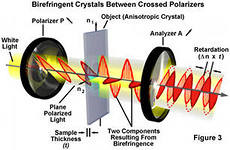 Birefringent Crystals Between Crossed Polarizers
Polarizer P
Object (Anisotropic Crystal)
n₁
Analyzer A
Retardation
(Δn x t)
White
Light
n₂
Plane
Polarized
Light
Sample
Thickness
(t)
Two Components
Resulting From
Birefringence
Figure 3